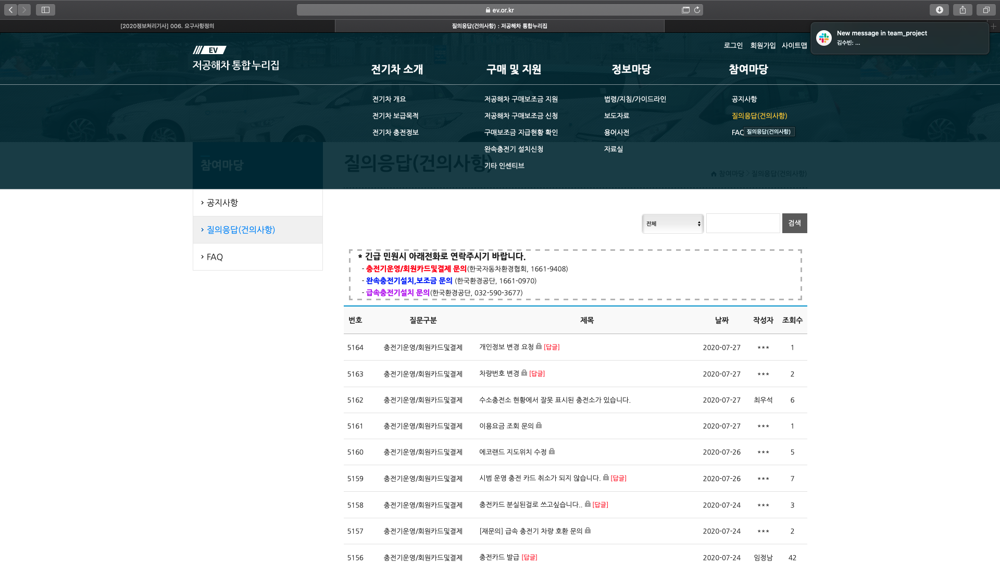 ev.or.kr
[2020정보처리기사] 006. 요구사항정의
질의응답(건의사항) : 저공해차 통합누리집
New message in team_project
김수빈: ...
로그인 회원가입 사이트맵
EV
저공해차 통합누리집
전기차 소개 구매 및 지원 정보마당 참여마당
전기차 개요 저공해차 구매보조금 지원 법령/지침/가이드라인 공지사항
전기차 보급목적 저공해차 구매보조금 신청 보도자료 질의응답(건의사항)
전기차 충전정보 구매보조금 지급현황 확인 용어사전 FAQ 질의응답(건의사항)
완속충전기 설치신청 자료실
기타 인센티브
참여마당
질의응답(건의사항)
참여마당 > 질의응답(건의사항)
공지사항
질의응답(건의사항)
FAQ
전체 검색
* 긴급 민원시 아래전화로 연락주시기 바랍니다.
- 충전기운영/회원카드및결제 문의(한국자동차환경협회, 1661-9408)
- 완속충전기설치,보조금 문의 (한국환경공단, 1661-0970)
- 급속충전기설치 문의(한국환경공단, 032-590-3677)
번호 질문구분 제목 날짜 작성자 조회수
5164 충전기운영/회원카드및결제 개인정보 변경 요청 [답글] 2020-07-27 *** 1
5163 충전기운영/회원카드및결제 차량번호 변경 [답글] 2020-07-27 *** 2
5162 충전기운영/회원카드및결제 수소충전소 현황에서 잘못 표시된 충전소가 있습니다. 2020-07-27 최우석 6
5161 충전기운영/회원카드및결제 이용요금 조회 문의 2020-07-27 *** 1
5160 충전기운영/회원카드및결제 에코랜드 지도위치 수정 2020-07-26 *** 5
5159 충전기운영/회원카드및결제 시범 운영 충전 카드 취소가 되지 않습니다. [답글] 2020-07-26 *** 7
5158 충전기운영/회원카드및결제 충전카드 분실된걸로 쓰고싶습니다.. [답글] 2020-07-24 *** 3
5157 충전기운영/회원카드및결제 [재문의] 급속 충전기 차량 호환 문의 2020-07-24 *** 2
5156 충전기운영/회원카드및결제 충전카드 발급 [답글] 2020-07-24 임정남 42